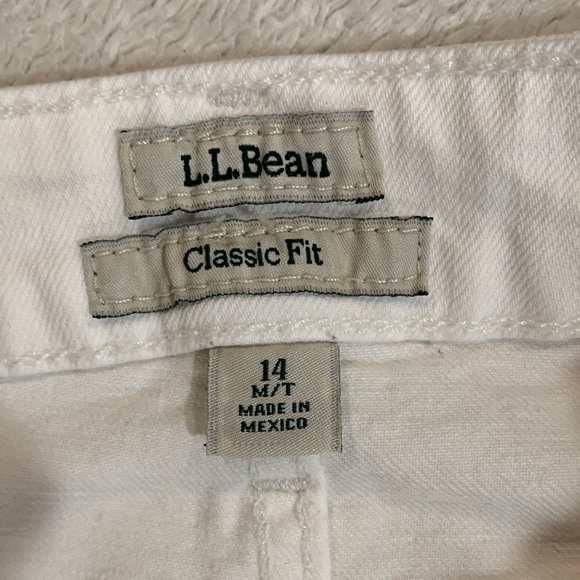 L.L.Bean
Classic Fit
14
M/T
MADE IN
MEXICO